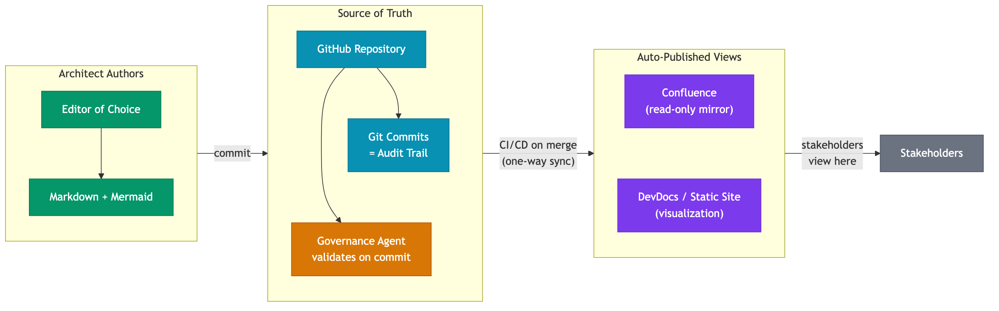 Architect Authors
Editor of Choice
Markdown + Mermaid
commit
Source of Truth
GitHub Repository
Git Commits
= Audit Trail
Governance Agent
validates on commit
CI/CD on merge
(one-way sync)
Auto-Published Views
Confluence
(read-only mirror)
DevDocs / Static Site
(visualization)
stakeholders
view here
Stakeholders